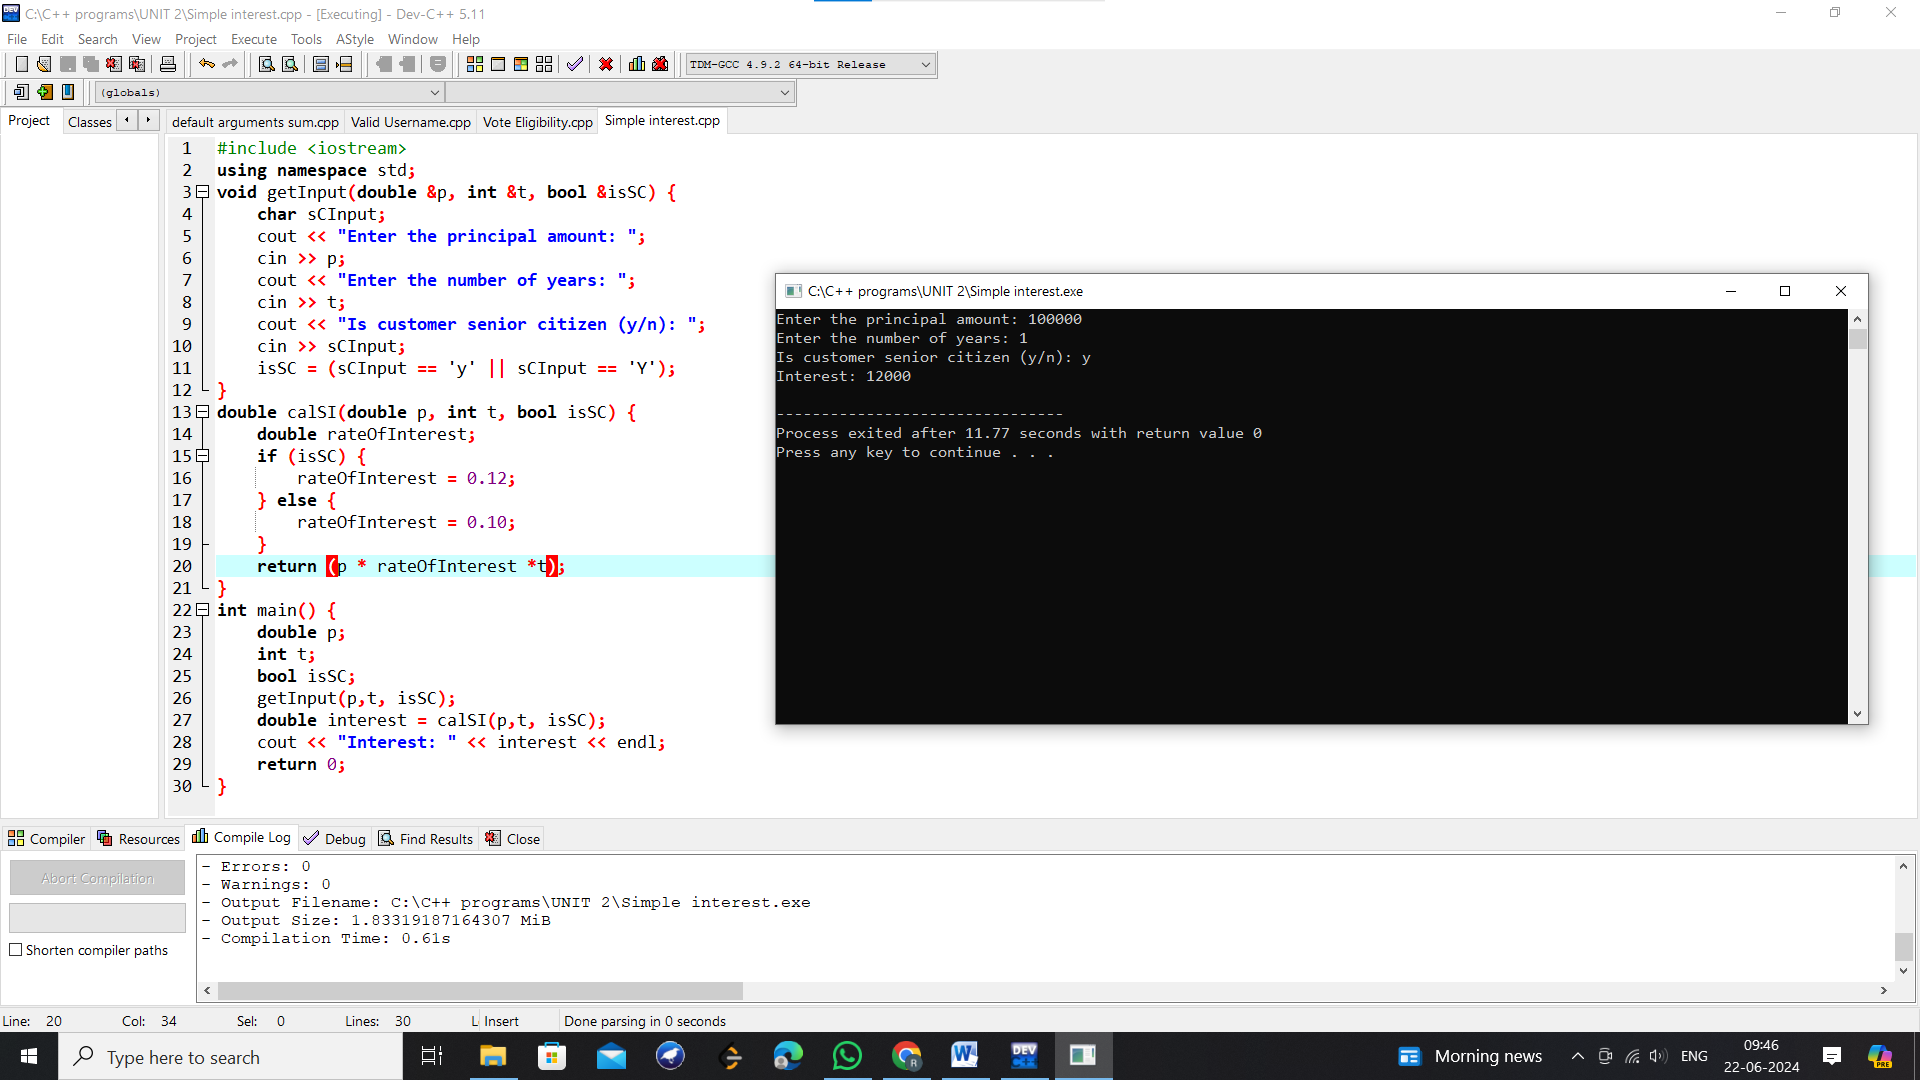 C:\C++ programs\UNIT 2\Simple interest.cpp - [Executing] - Dev-C++ 5.11
File Edit Search View Project Execute Tools AStyle Window Help
TDM-GCC 4.9.2 64-bit Release
(globals)
Project Classes default arguments sum.cpp Valid Username.cpp Vote Eligibility.cpp Simple interest.cpp
1 #include <iostream>
2 using namespace std;
3 void getInput(double &p, int &t, bool &isSC) {
4 char sCInput;
5 cout << "Enter the principal amount: ";
6 cin >> p;
7 cout << "Enter the number of years: ";
8 cin >> t;
9 cout << "Is customer senior citizen (y/n): ";
10 cin >> sCInput;
11 isSC = (sCInput == 'y' || sCInput == 'Y');
12 }
13 double calSI(double p, int t, bool isSC) {
14 double rateOfInterest;
15 if (isSC) {
16 rateOfInterest = 0.12;
17 } else {
18 rateOfInterest = 0.10;
19 }
20 return (p * rateOfInterest *t);
21 }
22 int main() {
23 double p;
24 int t;
25 bool isSC;
26 getInput(p,t, isSC);
27 double interest = calSI(p,t, isSC);
28 cout << "Interest: " << interest << endl;
29 return 0;
30 }
C:\C++ programs\UNIT 2\Simple interest.exe
Enter the principal amount: 100000
Enter the number of years: 1
Is customer senior citizen (y/n): y
Interest: 12000
--------------------------------
Process exited after 11.77 seconds with return value 0
Press any key to continue . . .
Compiler Resources Compile Log Debug Find Results Close
Abort Compilation
Shorten compiler paths
- Errors: 0
- Warnings: 0
- Output Filename: C:\C++ programs\UNIT 2\Simple interest.exe
- Output Size: 1.83319187164307 MiB
- Compilation Time: 0.61s
Line: 20 Col: 34 Sel: 0 Lines: 30 L Insert Done parsing in 0 seconds
Type here to search
DEV
Morning news
ENG
09:46
22-06-2024
PRE